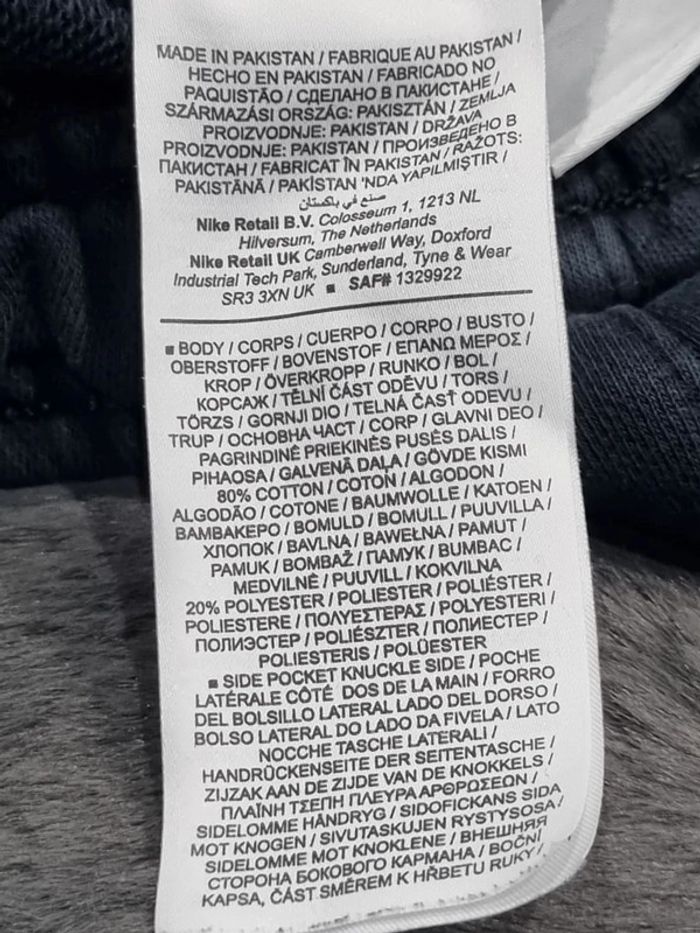 MADE IN PAKISTAN / FABRIQUE AU PAKISTAN /
HECHO EN PAKISTAN / FABRICADO NO
PAQUISTÃO / СДЕЛАНО В ПАКИСТАНЕ /
SZÁRMAZÁSI ORSZÁG: PAKISZTÁN / ZEMLJA
PROIZVODNJE: PAKISTAN / DRŽAVA
PROIZVODNJE: PAKISTAN / ПРОИЗВЕДЕНО В
ПАКИСТАН / FABRICAT ÎN PAKISTAN / RAŽOTS:
PAKISTĀNĀ / PAKİSTAN 'NDA YAPILMIŞTIR /
صنع في باكستان
Nike Retail B.V. Colosseum 1, 1213 NL
Hilversum, The Netherlands
Nike Retail UK Camberwell Way, Doxford
Industrial Tech Park, Sunderland, Tyne & Wear
SR3 3XN UK ■ SAF# 1329922
■ BODY / CORPS / CUERPO / CORPO / BUSTO /
OBERSTOFF / BOVENSTOF / ΕΠΑΝΩ ΜΕΡΟΣ /
KROP / ÖVERKROPP / RUNKO / BOL /
КОРСАЖ / TĚLNÍ ČÁST ODĚVU / TORS /
TÖRZS / GORNJI DIO / TELNÁ ČASŤ ODEVU /
TRUP / ОСНОВНА ЧАСТ / CORP / GLAVNI DEO /
PAGRINDINĖ PRIEKINĖS PUSĖS DALIS /
PIHAOSA / GALVENĀ DAĻA / GÖVDE KISMI
80% COTTON / COTON / ALGODON /
ALGODÃO / COTONE / BAUMWOLLE / KATOEN /
ΒΑΜΒΑΚΕΡΟ / BOMULD / BOMULL / PUUVILLA /
ХЛОПОК / BAVLNA / BAWEŁNA / PAMUT /
PAMUK / BOMBAŽ / ПАМУК / BUMBAC /
MEDVILNĖ / PUUVILL / KOKVILNA
20% POLYESTER / POLIESTER / POLIÉSTER /
POLIESTERE / ΠΟΛΥΕΣΤΕΡΑΣ / POLYESTERI /
ПОЛИЭСТЕР / POLIÉSZTER / ПОЛИЕСТЕР /
POLIESTERIS / POLÜESTER
■ SIDE POCKET KNUCKLE SIDE / POCHE
LATÉRALE CÔTÉ DOS DE LA MAIN / FORRO
DEL BOLSILLO LATERAL LADO DEL DORSO /
BOLSO LATERAL DO LADO DA FIVELA / LATO
NOCCHE TASCHE LATERALI /
HANDRÜCKENSEITE DER SEITENTASCHE /
ZIJZAK AAN DE ZIJDE VAN DE KNOKKELS /
ΠΛΑΪΝΗ ΤΣΕΠΗ ΠΛΕΥΡΑ ΑΡΘΡΩΣΕΩΝ /
SIDELOMME HÅNDRYG / SIDOFICKANS SIDA
MOT KNOGEN / SIVUTASKUJEN RYSTYSOSA /
SIDELOMME MOT KNOKLENE / ВНЕШНЯЯ
СТОРОНА БОКОВОГО КАРМАНА / BOČNÍ
KAPSA, ČÁST SMĚREM K HŘBETU RUKY /